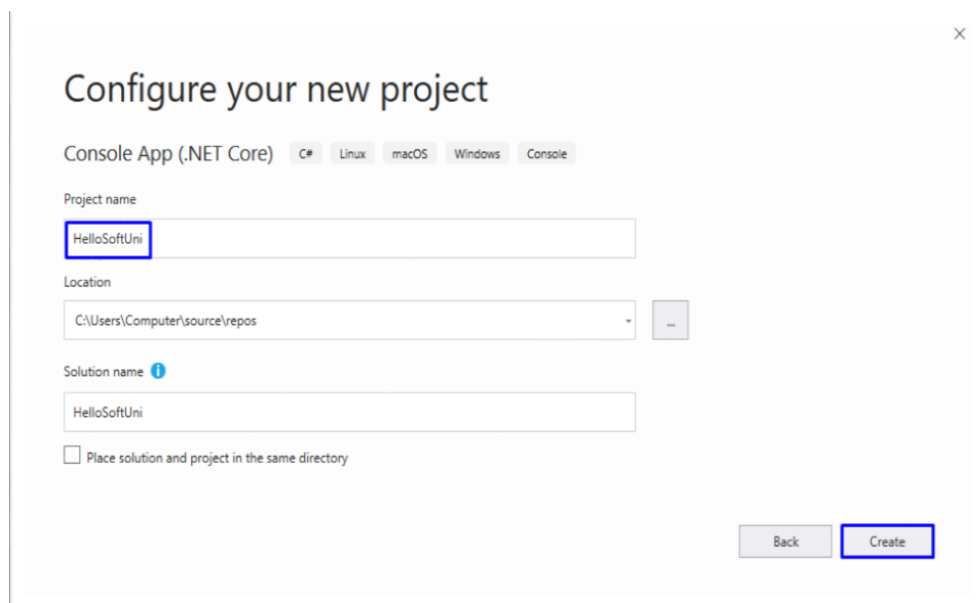 Configure your new project
Console App (.NET Core) C# Linux macOS Windows Console
Project name
HelloSoftUni
Location
C:\Users\Computer\source\repos
...
Solution name
HelloSoftUni
Place solution and project in the same directory
Back Create